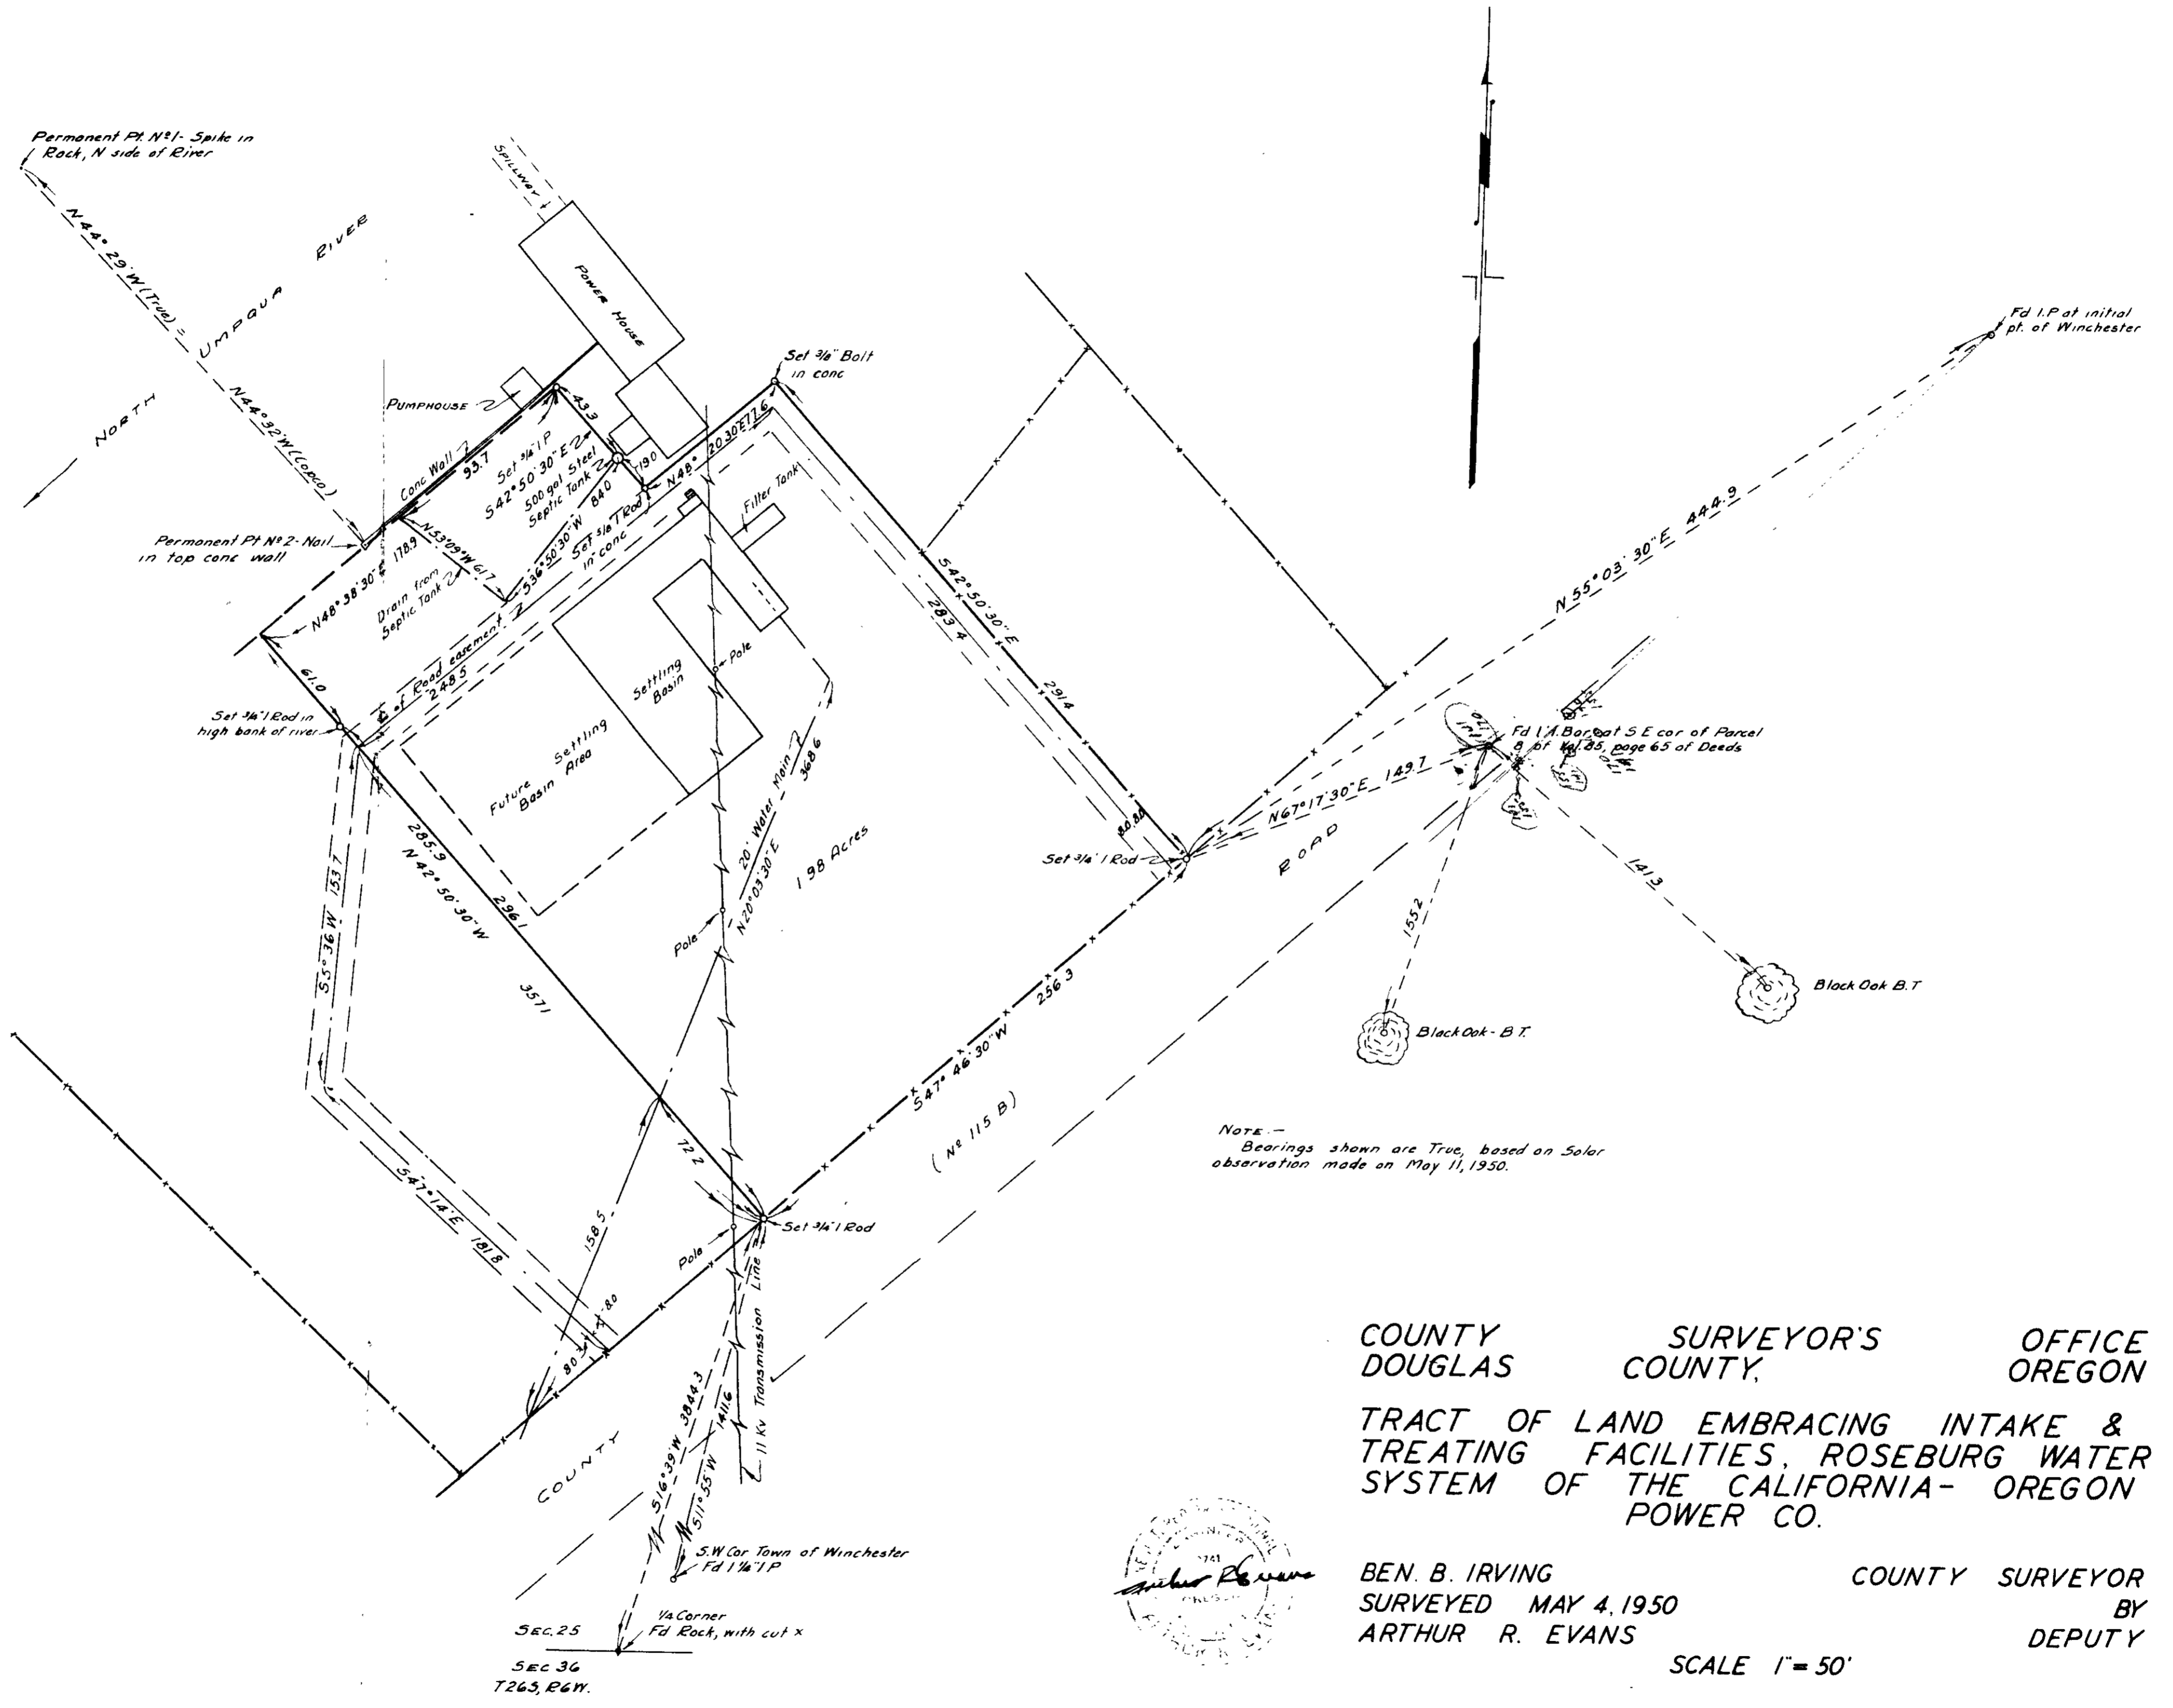 Permanent Pt. Nº1- Spike in
Rock, N side of River
N44° 29' W (True) =
N44°32' W (Copco)
NORTH UMPQUA RIVER
SPILLWAY
POWER HOUSE
PUMPHOUSE
Set 3/8" Bolt
in conc
Fd I.P at initial
pt. of Winchester
Conc Wall
93.7
43.3
Set 3/4" I P
S42°50'30"E
500 gal Steel
Septic Tank
190
N48° 20'30"E 77.6
Filter Tank
S36°50'30"W 84.0
Set 5/8" I Rod
in conc
Permanent Pt Nº 2- Nail
in top conc wall
N53°09'W 61.7
N48°38'30"E 178.9
Drain from
Septic Tank
61.0
℄ of Road easement
248.5
Set 3/4" I Rod in
high bank of river
Settling
Basin
Pole
Future Settling
Basin Area
20' Water Main
368.6
N20°03'30"E
1.98 Acres
S42°50'30"E
283.4
291.4
N 55° 03' 30" E 444.9
Fd I.A. Bar at S E cor of Parcel
8 of Vol. 85, page 65 of Deeds
N67°17'30"E 149.7
8.0 8.0
Set 3/4" I Rod
ROAD
285.9
N42°50'30"W
296.1
357.1
S5°36'W 153.7
Pole
155.2
141.3
Black Oak B.T
Black Oak - B T.
S47° 46' 30" W 256.3
(Nº 115 B)
NOTE.-
Bearings shown are True, based on Solar
observation made on May 11, 1950.
72.2
S47°14'E 181.8
158.5
Set 3/4" I Rod
Pole
8.0 8.0
11 Kv Transmission Line
S16°39'W 3844.3
S11°55'W 1411.6
COUNTY
S.W Cor Town of Winchester
Fd 1 1/4" I P
1/4 Corner
Fd Rock, with cut x
SEC. 25
SEC 36
T26S, R6W.
COUNTY SURVEYOR'S OFFICE
DOUGLAS COUNTY, OREGON
TRACT OF LAND EMBRACING INTAKE &
TREATING FACILITIES, ROSEBURG WATER
SYSTEM OF THE CALIFORNIA- OREGON
POWER CO.
BEN. B. IRVING COUNTY SURVEYOR
SURVEYED MAY 4, 1950 BY
ARTHUR R. EVANS DEPUTY
SCALE 1"= 50'
Arthur R Evans